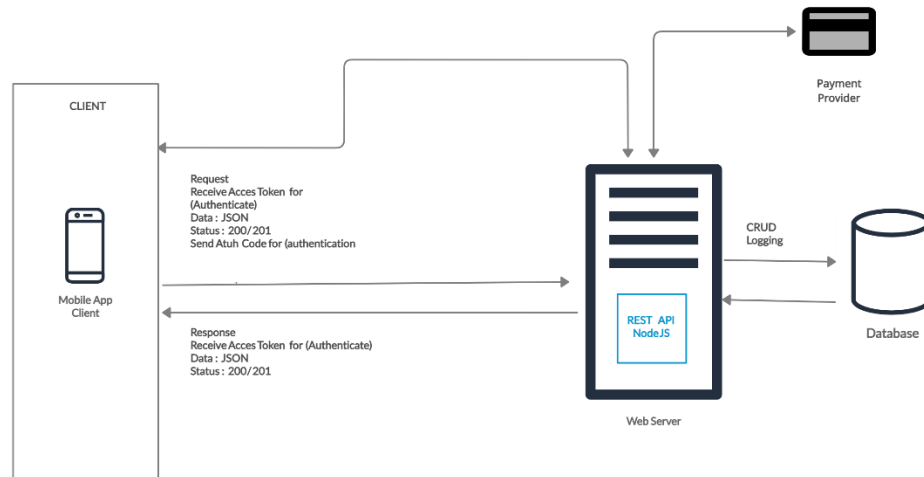 Payment
Provider
CLIENT
Request
Receive Acces Token for
(Authenticate)
Data : JSON
Status : 200/201
Send Atuh Code for (authentication
CRUD
Logging
Mobile App
Client
REST API
NodeJS
Database
Response
Receive Acces Token for (Authenticate)
Data : JSON
Status : 200/201
Web Server